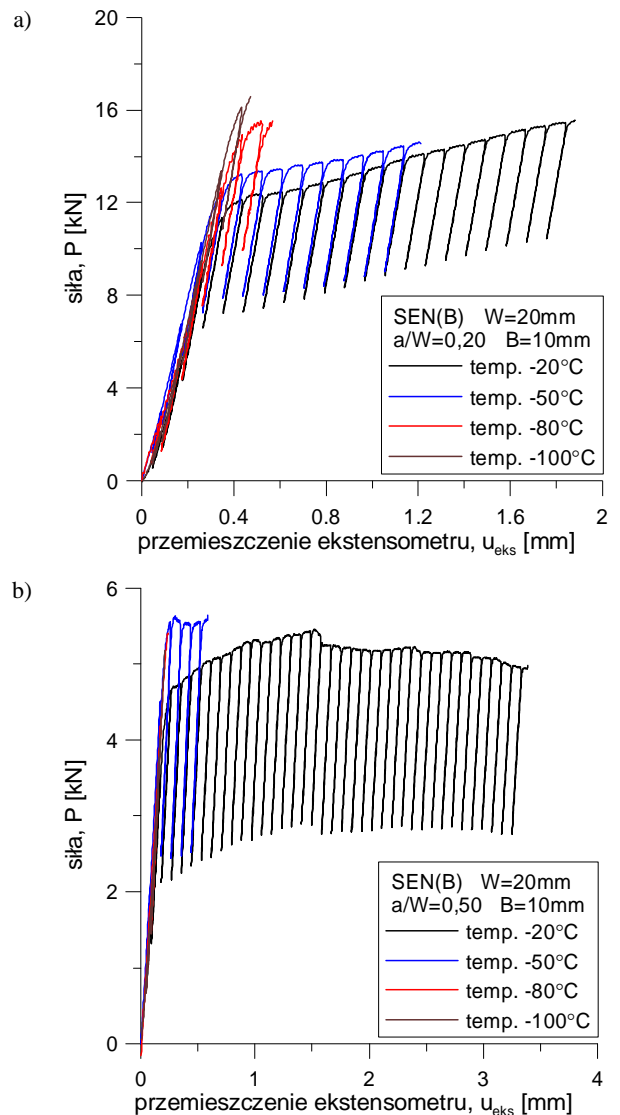 a)
20
16
12
8
4
0
siła, P [kN]
SEN(B) W=20mm
a/W=0,20 B=10mm
temp. -20°C
temp. -50°C
temp. -80°C
temp. -100°C
0 0.4 0.8 1.2 1.6 2
przemieszczenie ekstensometru, u_eks [mm]
b)
6
4
2
0
siła, P [kN]
SEN(B) W=20mm
a/W=0,50 B=10mm
temp. -20°C
temp. -50°C
temp. -80°C
temp. -100°C
0 1 2 3 4
przemieszczenie ekstensometru, u_eks [mm]